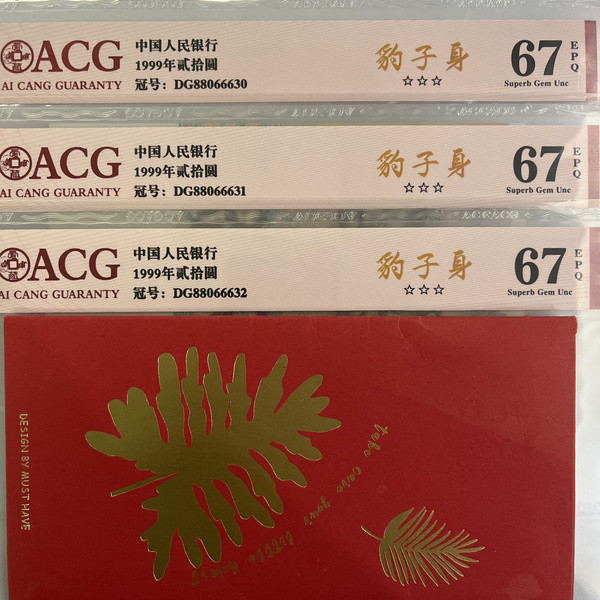 ACG
AI CANG GUARANTY
中国人民银行
1999年贰拾圆
冠号：DG88066630
豹子身
☆☆☆
67
EPQ
Superb Gem Unc
ACG
AI CANG GUARANTY
中国人民银行
1999年贰拾圆
冠号：DG88066631
豹子身
☆☆☆
67
EPQ
Superb Gem Unc
ACG
AI CANG GUARANTY
中国人民银行
1999年贰拾圆
冠号：DG88066632
豹子身
☆☆☆
67
EPQ
Superb Gem Unc
DESIGN BY MUST HAVE
take care your little